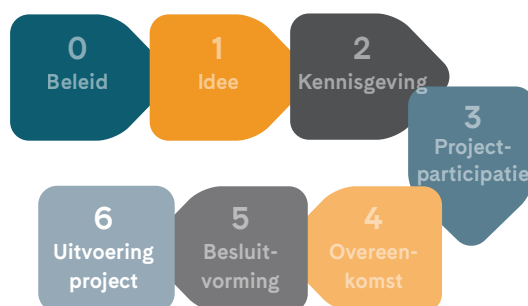 0
Beleid
1
Idee
2
Kennisgeving
3
Project-
participatie
4
Overeen-
komst
5
Besluit-
vorming
6
Uitvoering
project